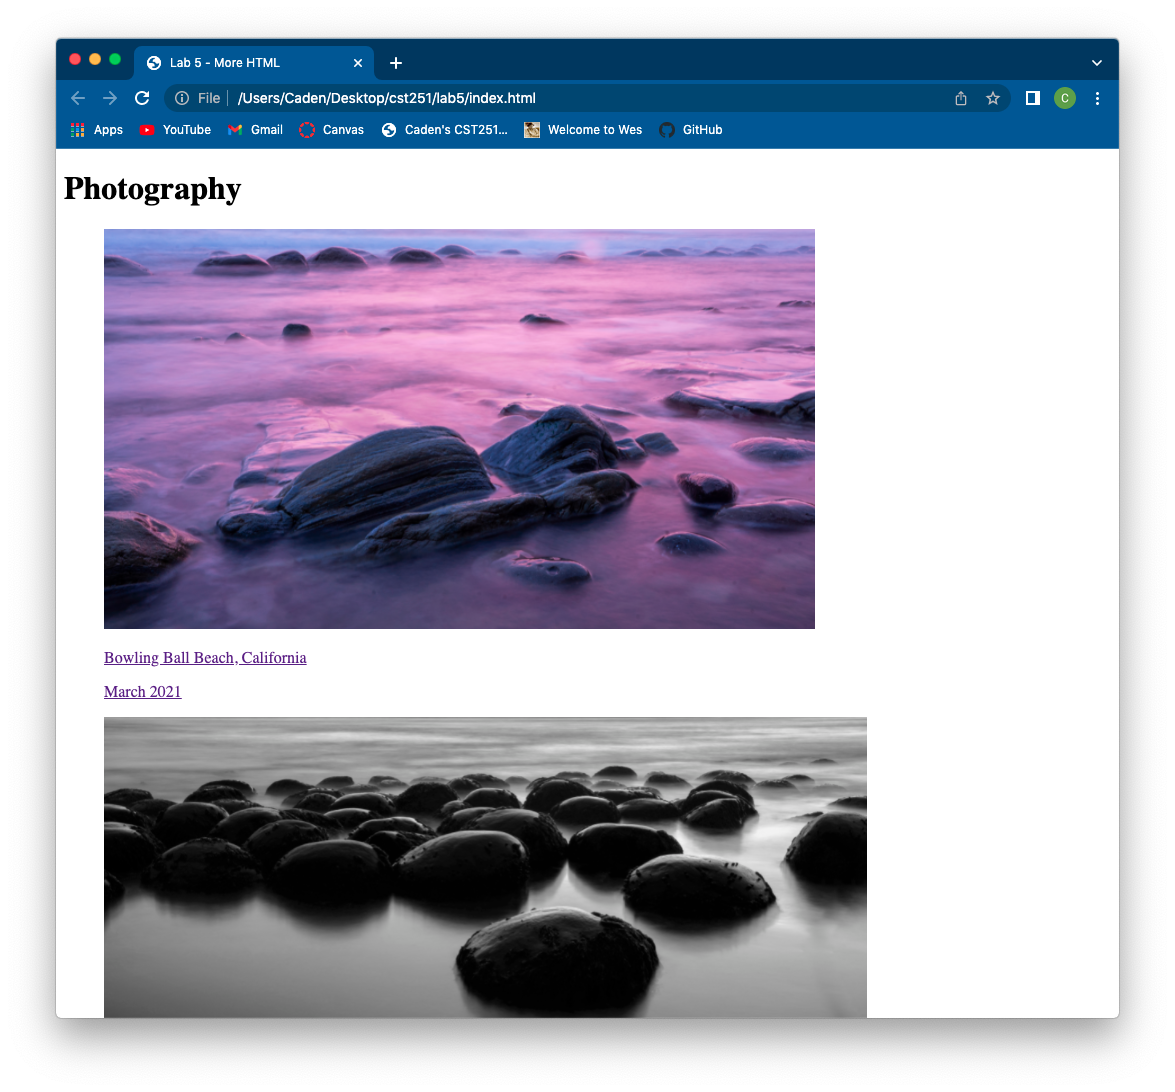 Lab 5 - More HTML
File /Users/Caden/Desktop/cst251/lab5/index.html C
Apps YouTube Gmail Canvas Caden's CST251... Welcome to Wes GitHub
Photography
Bowling Ball Beach, California
March 2021